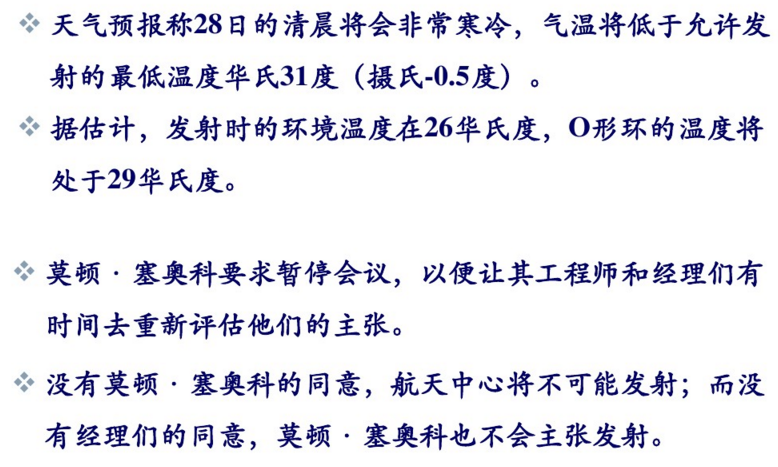 天气预报称28日的清晨将会非常寒冷，气温将低于允许发
射的最低温度华氏31度（摄氏-0.5度）。
据估计，发射时的环境温度在26华氏度，O形环的温度将
处于29华氏度。
莫顿·塞奥科要求暂停会议，以便让其工程师和经理们有
时间去重新评估他们的主张。
没有莫顿·塞奥科的同意，航天中心将不可能发射；而没
有经理们的同意，莫顿·塞奥科也不会主张发射。